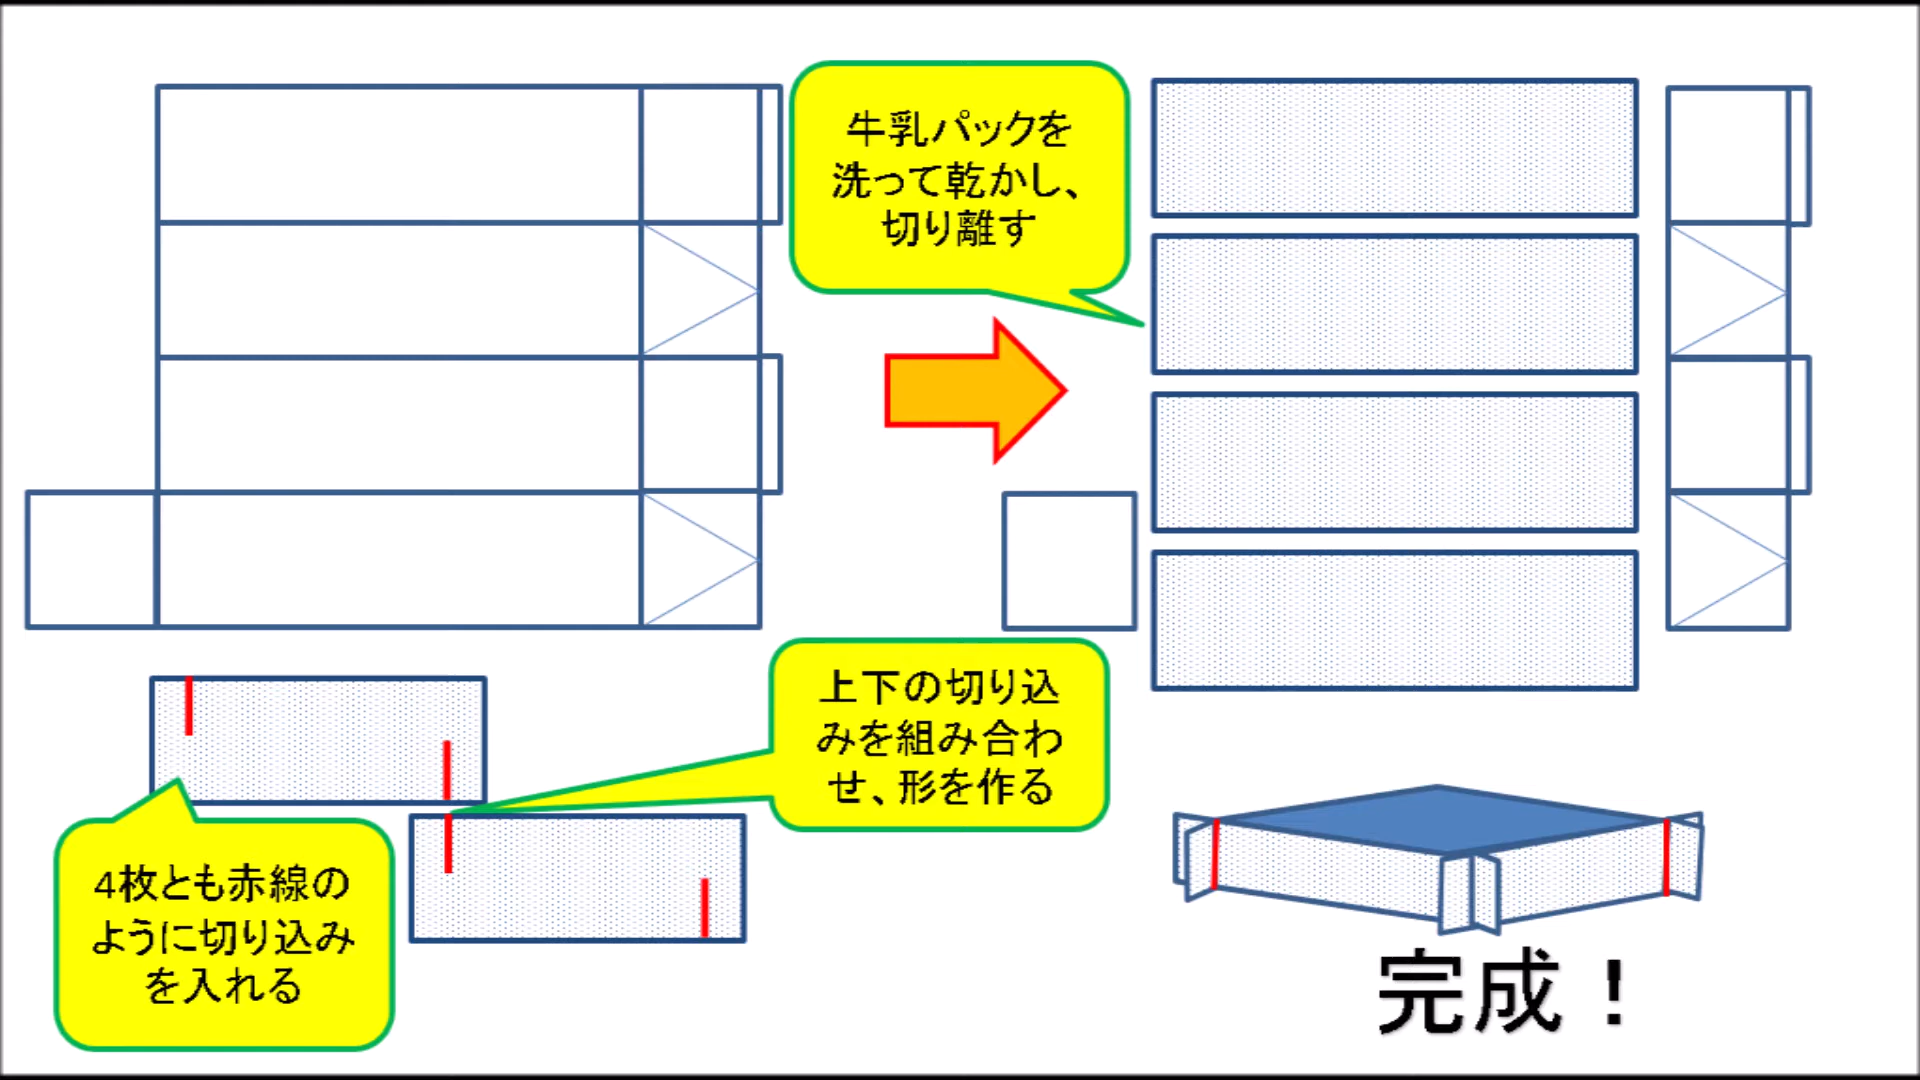 牛乳パックを
洗って乾かし、
切り離す
上下の切り込
みを組み合わ
せ、形を作る
4枚とも赤線の
ように切り込み
を入れる
完成！